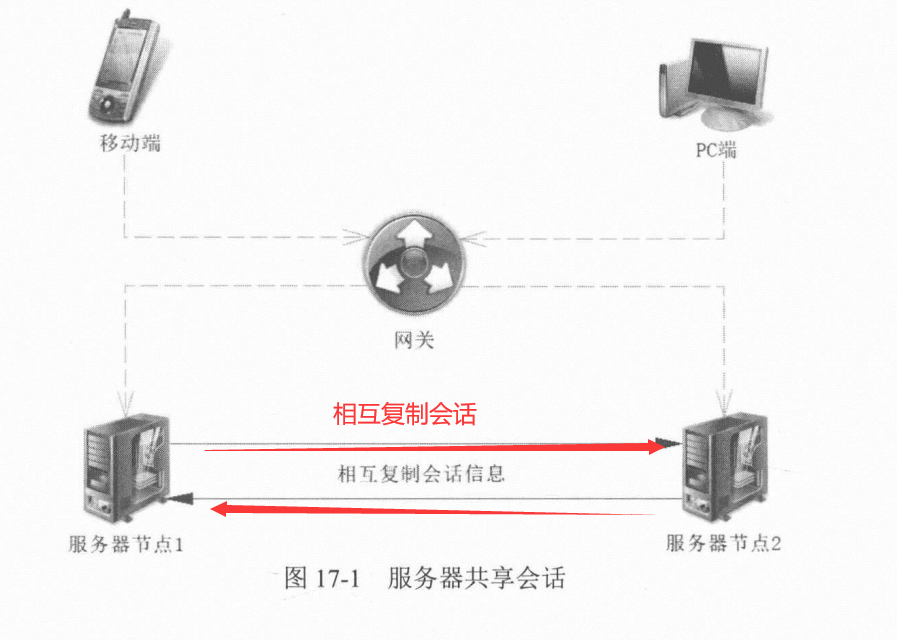 移动端
PC端
网关
相互复制会话
相互复制会话信息
服务器节点1
服务器节点2
图 17-1 服务器共享会话